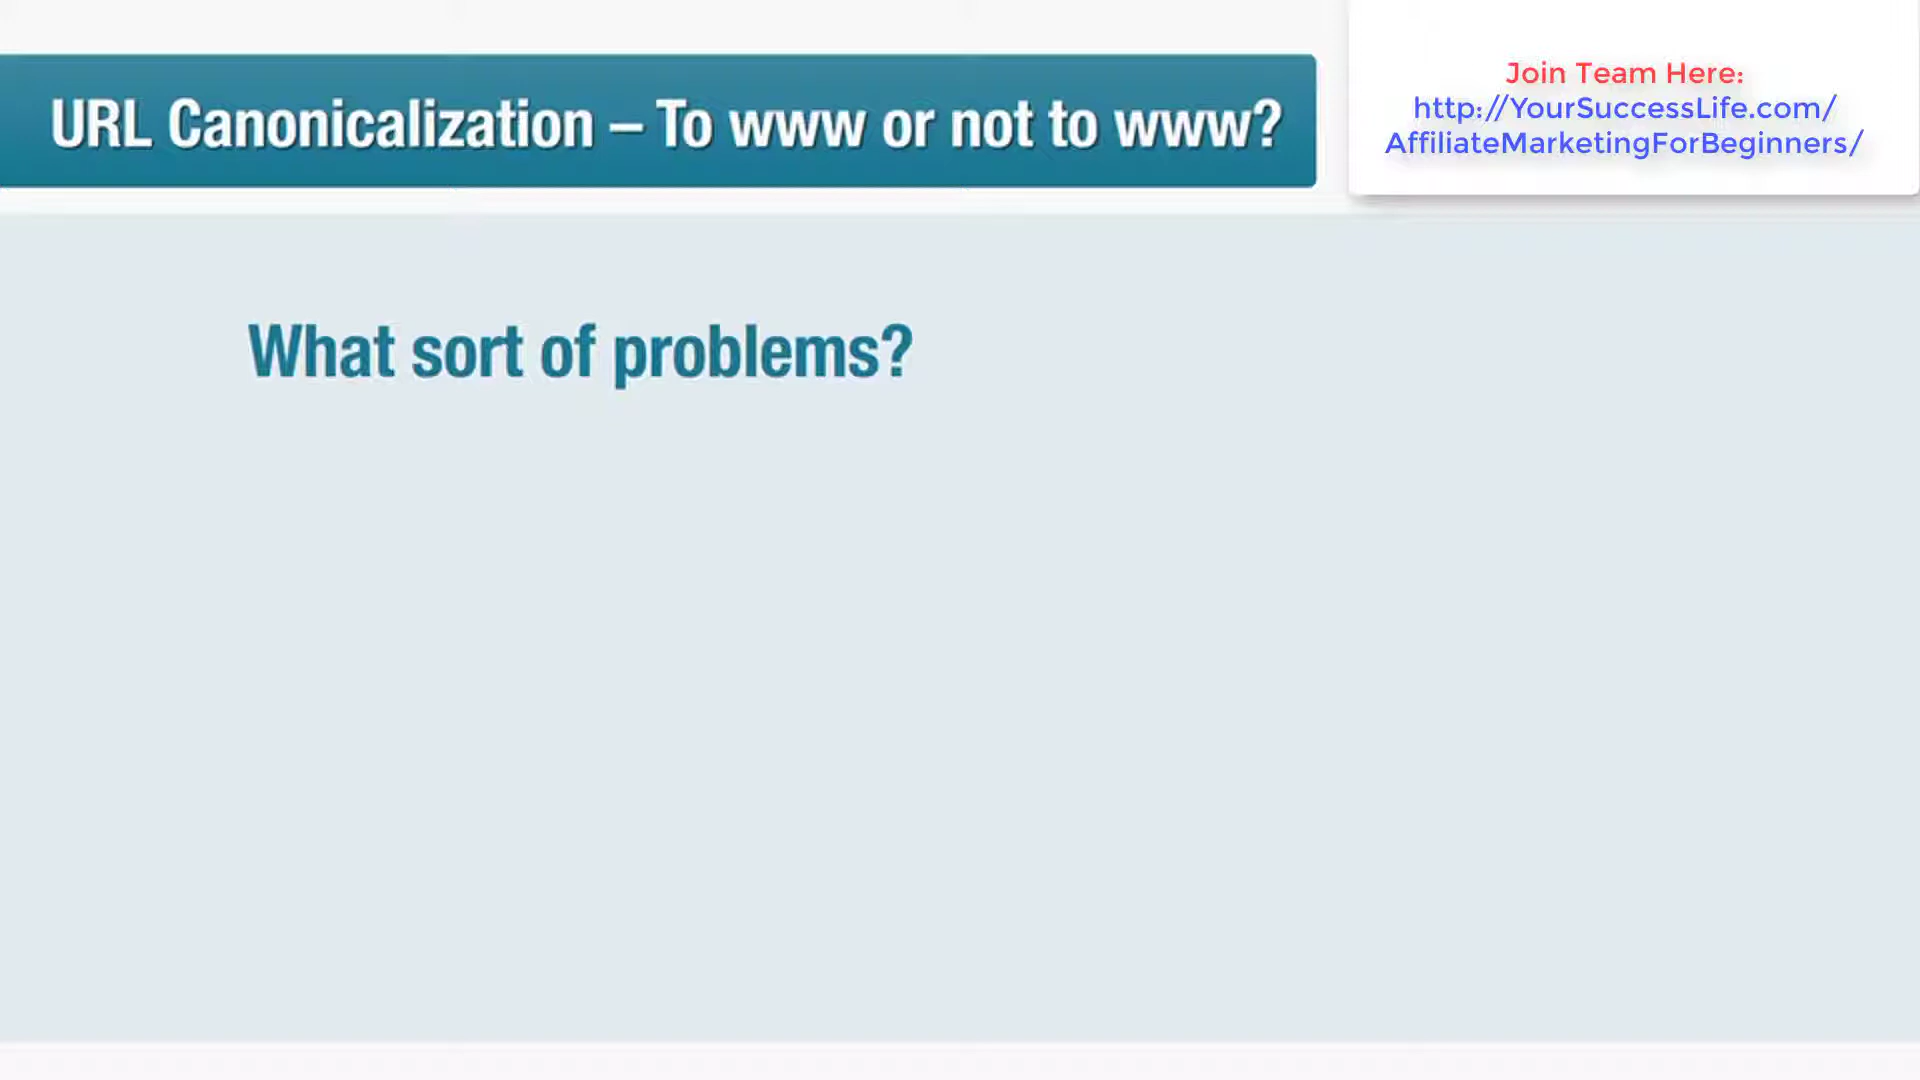 URL Canonicalization – To www or not to www?
Join Team Here:
http://YourSuccessLife.com/
AffiliateMarketingForBeginners/
What sort of problems?